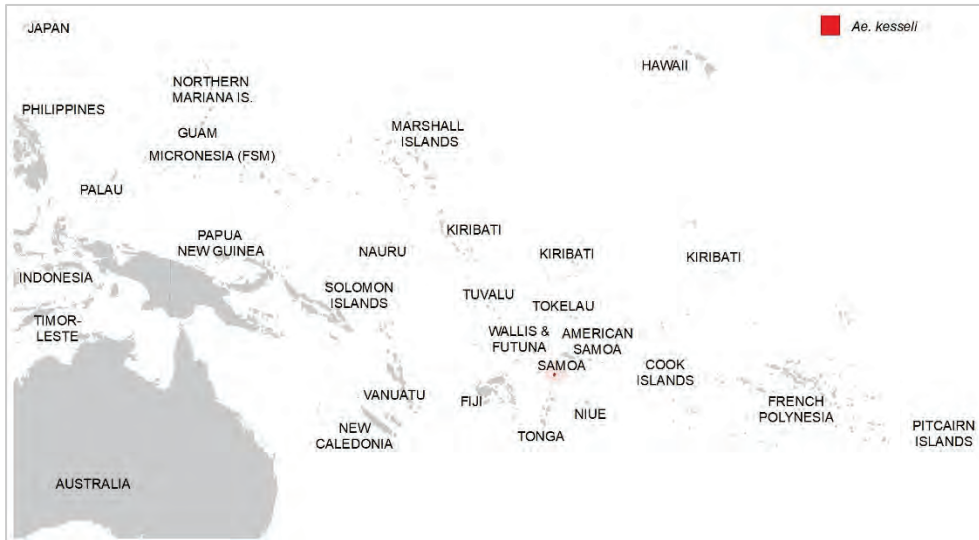 JAPAN
Ae. kesseli
HAWAII
NORTHERN
MARIANA IS.
PHILIPPINES
GUAM
MARSHALL
ISLANDS
MICRONESIA (FSM)
PALAU
KIRIBATI
PAPUA
NEW GUINEA
NAURU
KIRIBATI
KIRIBATI
INDONESIA
SOLOMON
ISLANDS
TUVALU
TOKELAU
TIMOR-
LESTE
WALLIS &
FUTUNA
AMERICAN
SAMOA
SAMOA
COOK
ISLANDS
VANUATU
FIJI
NIUE
FRENCH
POLYNESIA
NEW
CALEDONIA
TONGA
PITCAIRN
ISLANDS
AUSTRALIA